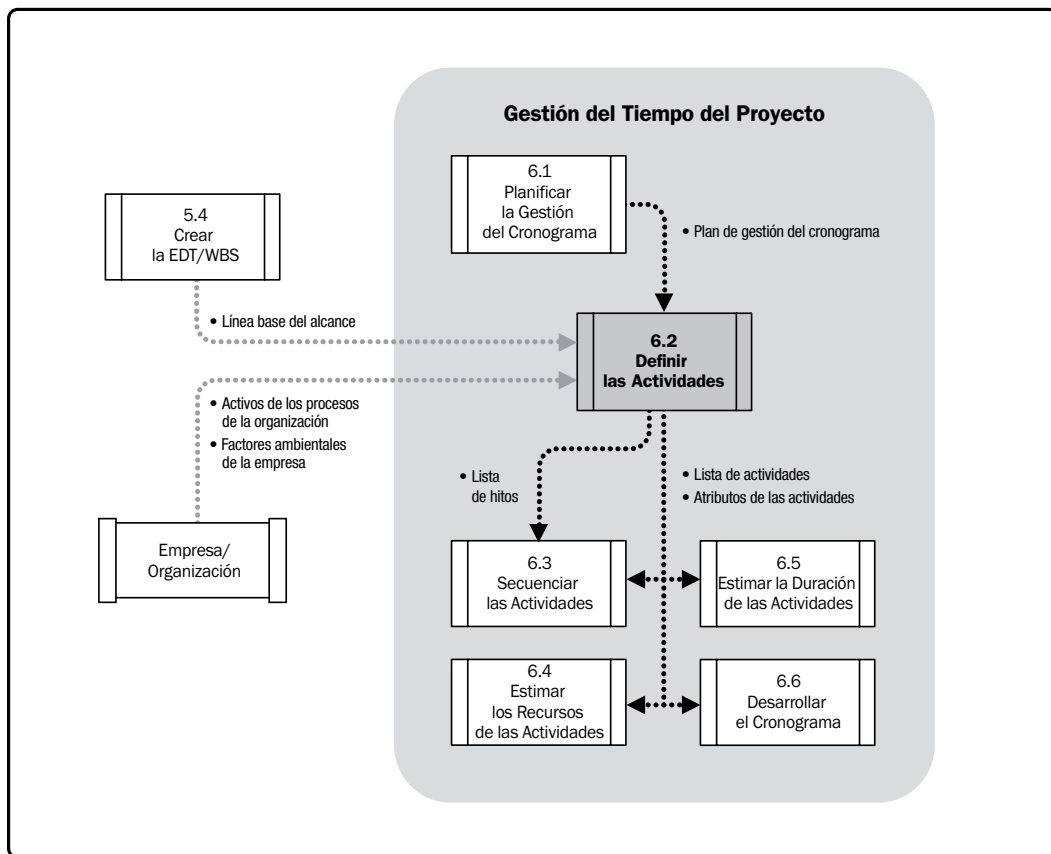 Gestión del Tiempo del Proyecto
6.1
Planificar
la Gestión
del Cronograma
• Plan de gestión del cronograma
5.4
Crear
la EDT/WBS
• Línea base del alcance
6.2
Definir
las Actividades
• Activos de los procesos
de la organización
• Factores ambientales
de la empresa
• Lista
de hitos
• Lista de actividades
• Atributos de las actividades
Empresa/
Organización
6.3
Secuenciar
las Actividades
6.5
Estimar la Duración
de las Actividades
6.4
Estimar
los Recursos
de las Actividades
6.6
Desarrollar
el Cronograma